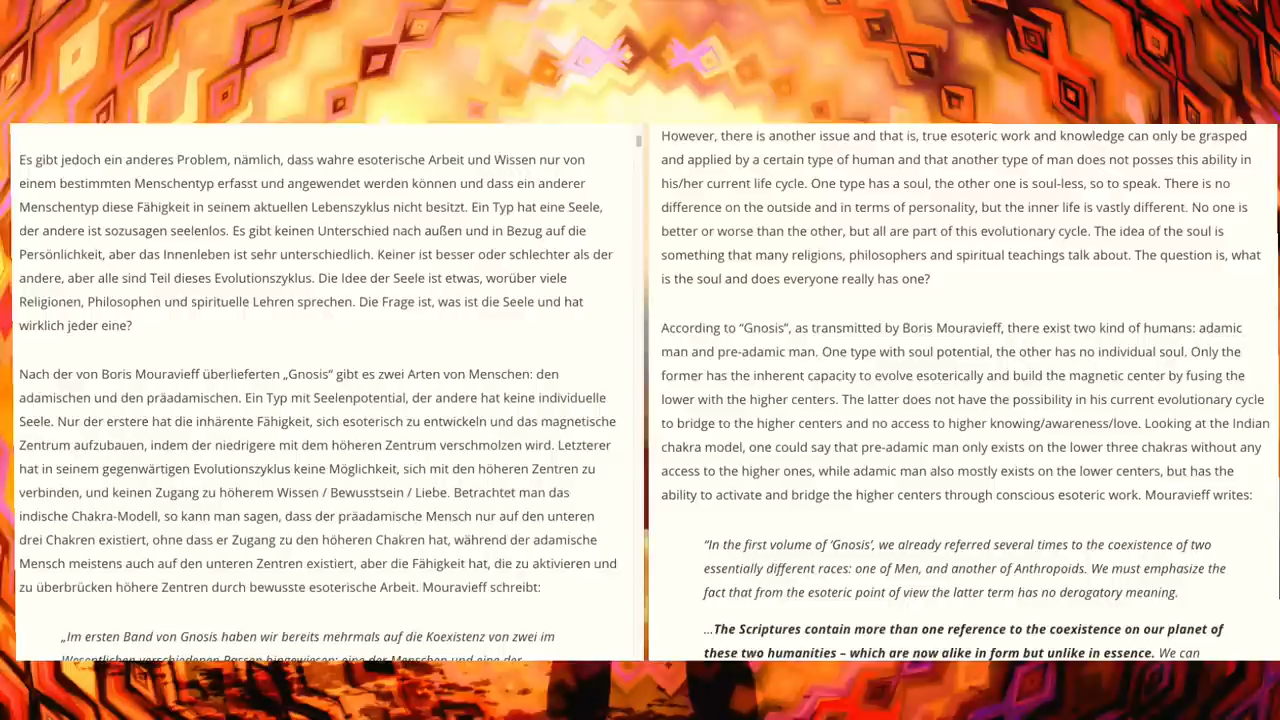 Es gibt jedoch ein anderes Problem, nämlich, dass wahre esoterische Arbeit und Wissen nur von
einem bestimmten Menschentyp erfasst und angewendet werden können und dass ein anderer
Menschentyp diese Fähigkeit in seinem aktuellen Lebenszyklus nicht besitzt. Ein Typ hat eine Seele,
der andere ist sozusagen seelenlos. Es gibt keinen Unterschied nach außen und in Bezug auf die
Persönlichkeit, aber das Innenleben ist sehr unterschiedlich. Keiner ist besser oder schlechter als der
andere, aber alle sind Teil dieses Evolutionszyklus. Die Idee der Seele ist etwas, worüber viele
Religionen, Philosophen und spirituelle Lehren sprechen. Die Frage ist, was ist die Seele und hat
wirklich jeder eine?
Nach der von Boris Mouravieff überlieferten „Gnosis“ gibt es zwei Arten von Menschen: den
adamischen und den präadamischen. Ein Typ mit Seelenpotential, der andere hat keine individuelle
Seele. Nur der erstere hat die inhärente Fähigkeit, sich esoterisch zu entwickeln und das magnetische
Zentrum aufzubauen, indem der niedrigere mit dem höheren Zentrum verschmolzen wird. Letzterer
hat in seinem gegenwärtigen Evolutionszyklus keine Möglichkeit, sich mit den höheren Zentren zu
verbinden, und keinen Zugang zu höherem Wissen / Bewusstsein / Liebe. Betrachtet man das
indische Chakra-Modell, so kann man sagen, dass der präadamische Mensch nur auf den unteren
drei Chakren existiert, ohne dass er Zugang zu den höheren Chakren hat, während der adamische
Mensch meistens auch auf den unteren Zentren existiert, aber die Fähigkeit hat, die zu aktivieren und
zu überbrücken höhere Zentren durch bewusste esoterische Arbeit. Mouravieff schreibt:
„Im ersten Band von Gnosis haben wir bereits mehrmals auf die Koexistenz von zwei im
Wesentlichen verschiedenen Rassen hingewiesen: eine der Menschen und eine der
However, there is another issue and that is, true esoteric work and knowledge can only be grasped
and applied by a certain type of human and that another type of man does not posses this ability in
his/her current life cycle. One type has a soul, the other one is soul-less, so to speak. There is no
difference on the outside and in terms of personality, but the inner life is vastly different. No one is
better or worse than the other, but all are part of this evolutionary cycle. The idea of the soul is
something that many religions, philosophers and spiritual teachings talk about. The question is, what
is the soul and does everyone really has one?
According to “Gnosis”, as transmitted by Boris Mouravieff, there exist two kind of humans: adamic
man and pre-adamic man. One type with soul potential, the other has no individual soul. Only the
former has the inherent capacity to evolve esoterically and build the magnetic center by fusing the
lower with the higher centers. The latter does not have the possibility in his current evolutionary cycle
to bridge to the higher centers and no access to higher knowing/awareness/love. Looking at the Indian
chakra model, one could say that pre-adamic man only exists on the lower three chakras without any
access to the higher ones, while adamic man also mostly exists on the lower centers, but has the
ability to activate and bridge the higher centers through conscious esoteric work. Mouravieff writes:
“In the first volume of ‘Gnosis’, we already referred several times to the coexistence of two
essentially different races: one of Men, and another of Anthropoids. We must emphasize the
fact that from the esoteric point of view the latter term has no derogatory meaning.
…The Scriptures contain more than one reference to the coexistence on our planet of
these two humanities – which are now alike in form but unlike in essence. We can